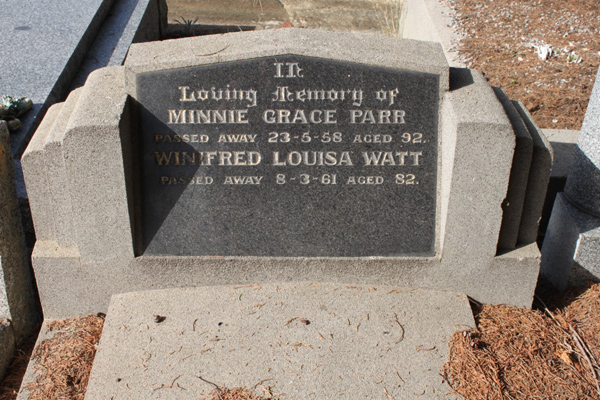 In
Loving Memory of
MINNIE GRACE PARR
PASSED AWAY 23-5-58 AGED 92.
WINIFRED LOUISA WATT
PASSED AWAY 8-3-61 AGED 82.